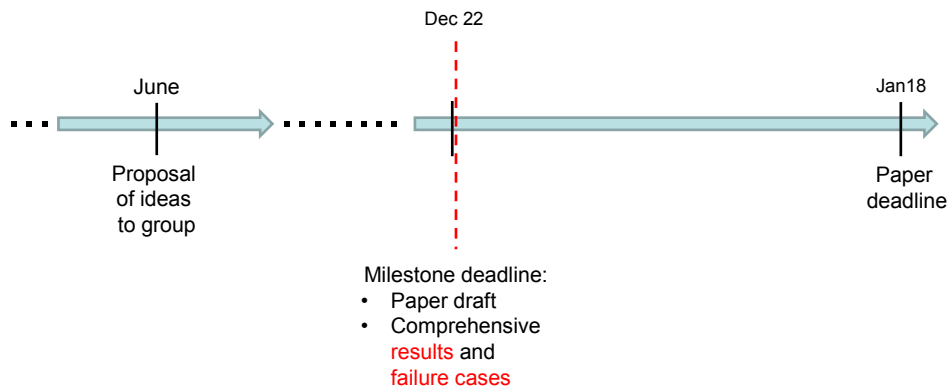 Dec 22
June
Jan18
Proposal
of ideas
to group
Paper
deadline
Milestone deadline:
• Paper draft
• Comprehensive
results and
failure cases